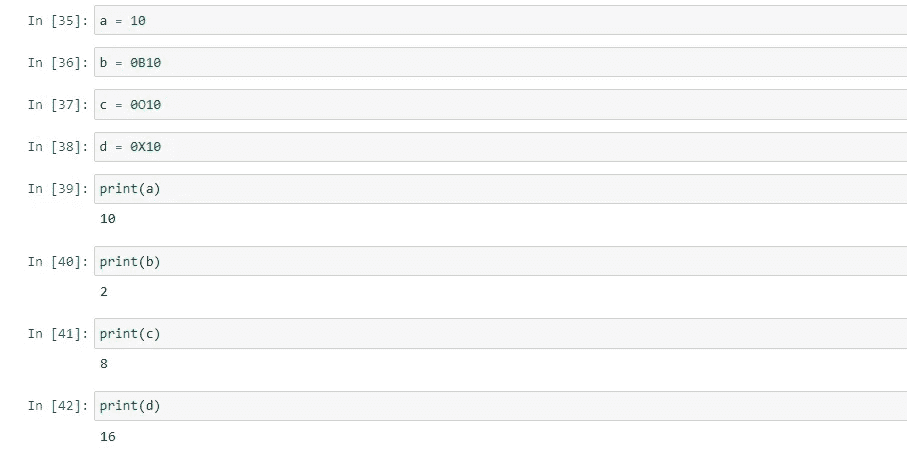 In [35]: a = 10
In [36]: b = 0B10
In [37]: c = 0O10
In [38]: d = 0X10
In [39]: print(a)
10
In [40]: print(b)
2
In [41]: print(c)
8
In [42]: print(d)
16